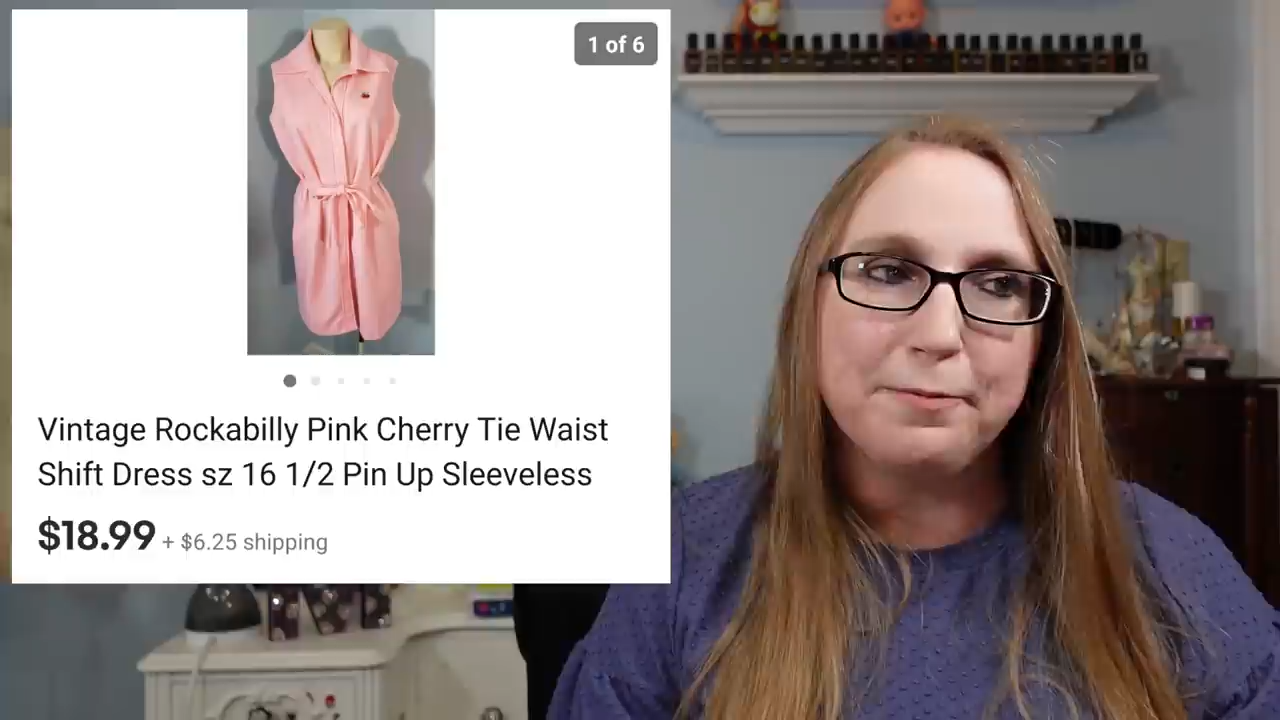 1 of 6
Vintage Rockabilly Pink Cherry Tie Waist
Shift Dress sz 16 1/2 Pin Up Sleeveless
$18.99 + $6.25 shipping